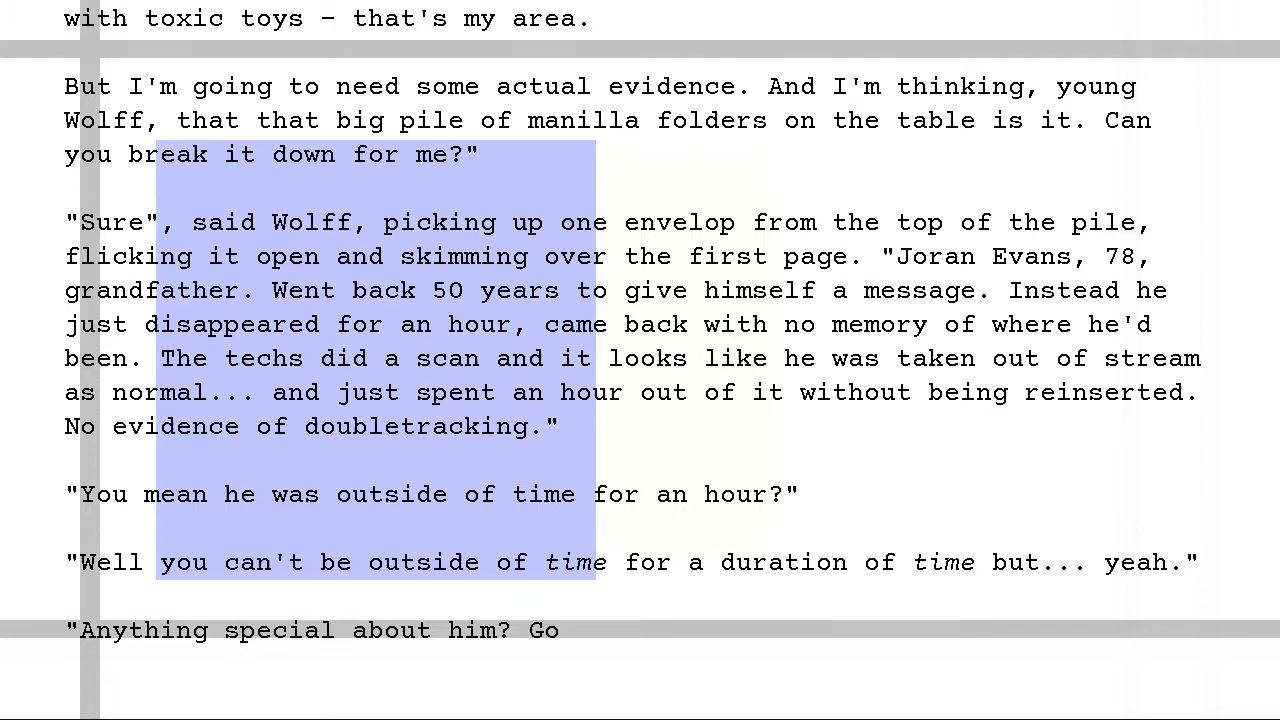 with toxic toys – that's my area.
But I'm going to need some actual evidence. And I'm thinking, young
Wolff, that that big pile of manilla folders on the table is it. Can
you break it down for me?"
"Sure", said Wolff, picking up one envelop from the top of the pile,
flicking it open and skimming over the first page. "Joran Evans, 78,
grandfather. Went back 50 years to give himself a message. Instead he
just disappeared for an hour, came back with no memory of where he'd
been. The techs did a scan and it looks like he was taken out of stream
as normal... and just spent an hour out of it without being reinserted.
No evidence of doubletracking."
"You mean he was outside of time for an hour?"
"Well you can't be outside of time for a duration of time but... yeah."
"Anything special about him? Go